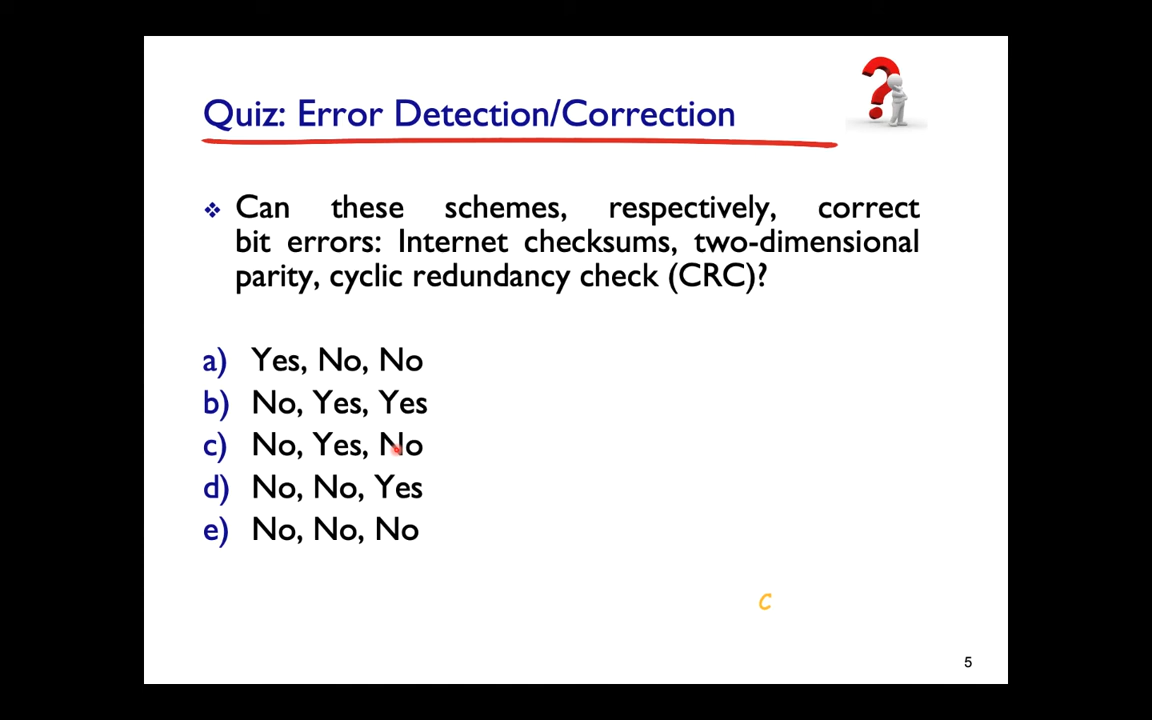 Quiz: Error Detection/Correction
❖ Can these schemes, respectively, correct
bit errors: Internet checksums, two-dimensional
parity, cyclic redundancy check (CRC)?
a) Yes, No, No
b) No, Yes, Yes
c) No, Yes, No
d) No, No, Yes
e) No, No, No
c
5